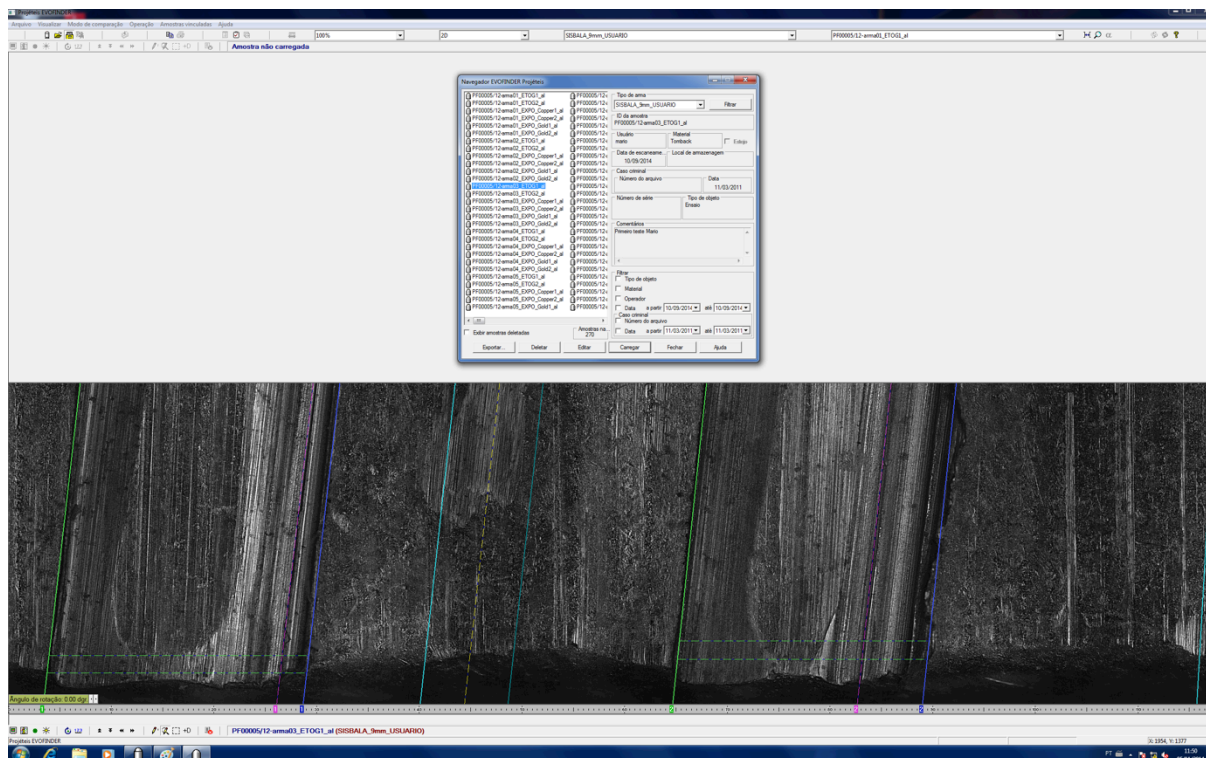 Projéteis EVOFINDER
Arquivo Visualizar Modo de comparação Operação Amostras vinculadas Ajuda
100% 2D SISBALA_9mm_USUARIO PF00005/12-arma01_ETOG1_al
Amostra não carregada
Navegador EVOFINDER Projéteis
PF00005/12-arma01_ETOG1_al
PF00005/12-arma01_ETOG2_al
PF00005/12-arma01_EXPO_Copper1_al
PF00005/12-arma01_EXPO_Copper2_al
PF00005/12-arma01_EXPO_Gold1_al
PF00005/12-arma01_EXPO_Gold2_al
PF00005/12-arma02_ETOG1_al
PF00005/12-arma02_ETOG2_al
PF00005/12-arma02_EXPO_Copper1_al
PF00005/12-arma02_EXPO_Copper2_al
PF00005/12-arma02_EXPO_Gold1_al
PF00005/12-arma02_EXPO_Gold2_al
PF00005/12-arma03_ETOG1_al
PF00005/12-arma03_ETOG2_al
PF00005/12-arma03_EXPO_Copper1_al
PF00005/12-arma03_EXPO_Copper2_al
PF00005/12-arma03_EXPO_Gold1_al
PF00005/12-arma03_EXPO_Gold2_al
PF00005/12-arma04_ETOG1_al
PF00005/12-arma04_ETOG2_al
PF00005/12-arma04_EXPO_Copper1_al
PF00005/12-arma04_EXPO_Copper2_al
PF00005/12-arma04_EXPO_Gold1_al
PF00005/12-arma04_EXPO_Gold2_al
PF00005/12-arma05_ETOG1_al
PF00005/12-arma05_ETOG2_al
PF00005/12-arma05_EXPO_Copper1_al
PF00005/12-arma05_EXPO_Copper2_al
PF00005/12-arma05_EXPO_Gold1_al
Exibir amostras deletadas
Amostras na...
270
Tipo de arma
SISBALA_9mm_USUARIO Filtrar
ID da amostra
PF00005/12-arma03_ETOG1_al
Usuário Material
mario Tomback Estojo
Data de escaneame... Local de armazenagem
10/09/2014
Caso criminal
Número do arquivo Data
11/03/2011
Número de série Tipo de objeto
Ensaio
Comentários
Primeiro teste Mario
Filtrar
Tipo de objeto
Material
Operador
Data a partir 10/09/2014 até 10/09/2014
Caso criminal
Número do arquivo
Data a partir 11/03/2011 até 11/03/2011
Exportar... Deletar Editar Carregar Fechar Ajuda
Ângulo de rotação: 0.00 dgr.
PF00005/12-arma03_ETOG1_al (SISBALA_9mm_USUARIO)
Projéteis EVOFINDER
X: 1954, Y: 1377
PT 11:50